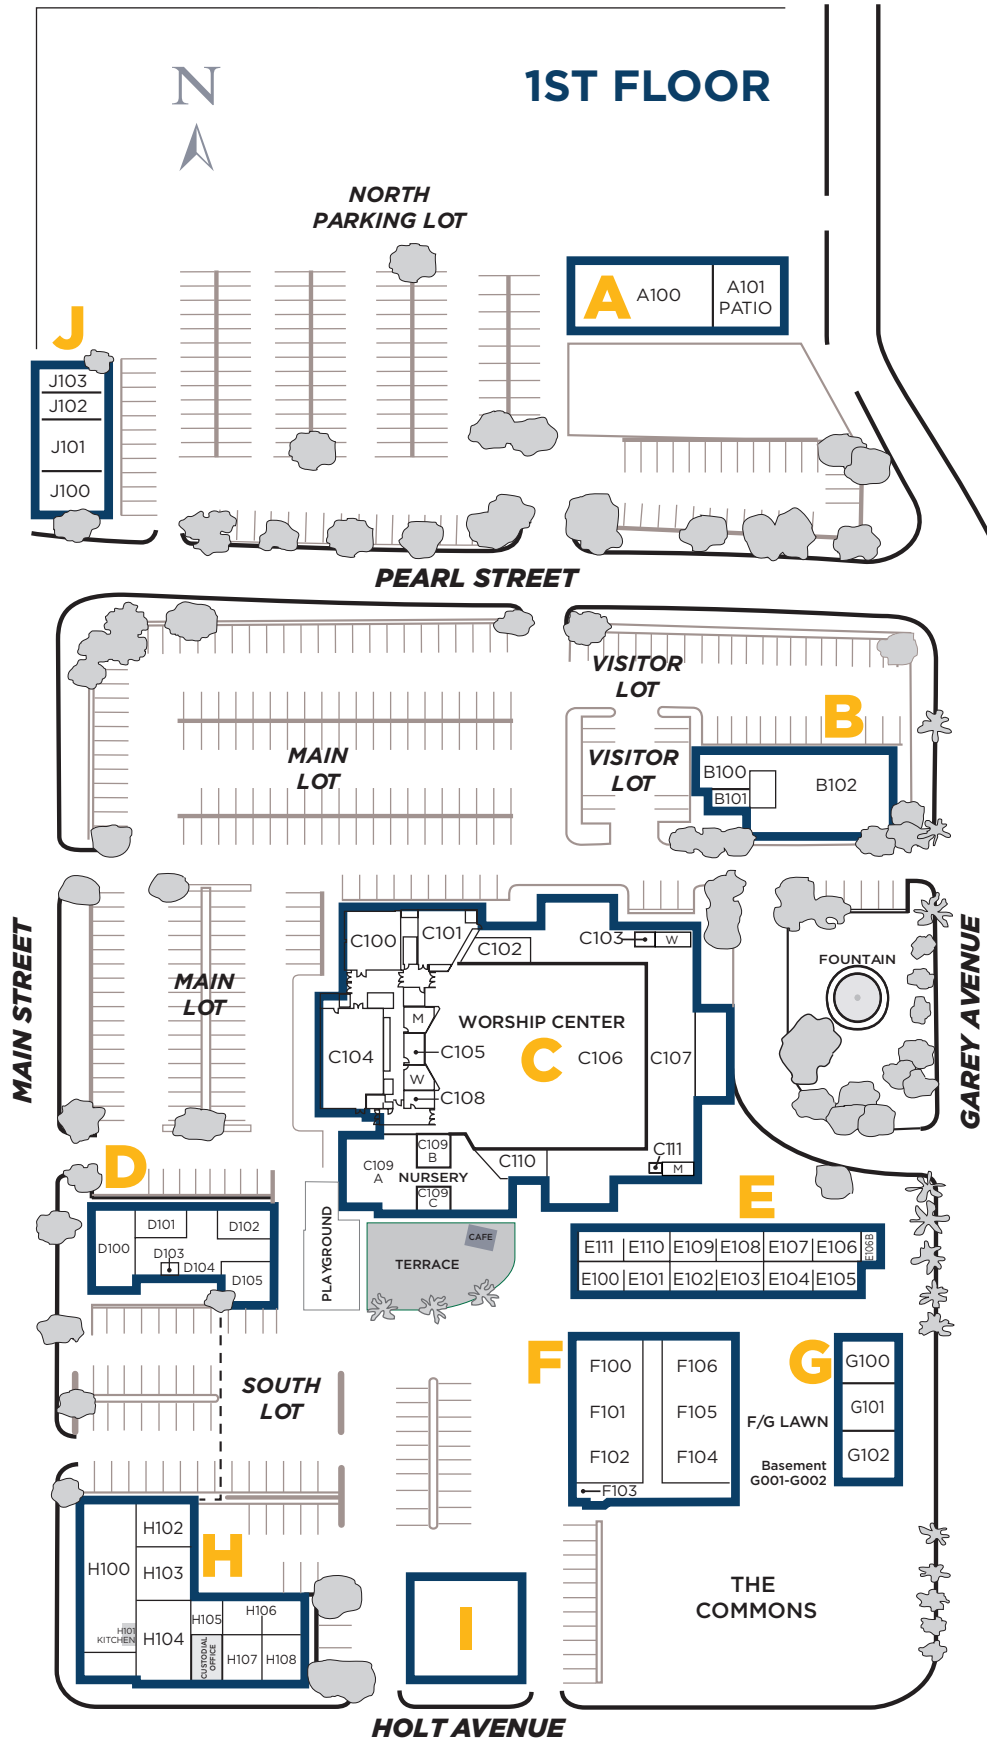 1ST FLOOR
N
NORTH
PARKING LOT
A
A100
A101
PATIO
J
J103
J102
J101
J100
PEARL STREET
VISITOR
LOT
B
MAIN
LOT
VISITOR
LOT
B100
B101
B102
MAIN STREET
MAIN
LOT
C100
C101
C102
C103
W
FOUNTAIN
GAREY AVENUE
M
WORSHIP CENTER
C104
C105
C
C106
C107
W
C108
C109
B
C109
A
NURSERY
C109
C
C110
C111
M
D
D100
D101
D102
D103
D104
D105
PLAYGROUND
CAFE
TERRACE
E
E111
E110
E109
E108
E107
E106
E106B
E100
E101
E102
E103
E104
E105
F
F100
F106
F101
F105
F102
F104
F103
G
G100
G101
G102
F/G LAWN
Basement
G001-G002
SOUTH
LOT
H
H100
H102
H103
H101
KITCHEN
H104
H105
H106
CUSTODIAL
OFFICE
H107
H108
I
THE
COMMONS
HOLT AVENUE